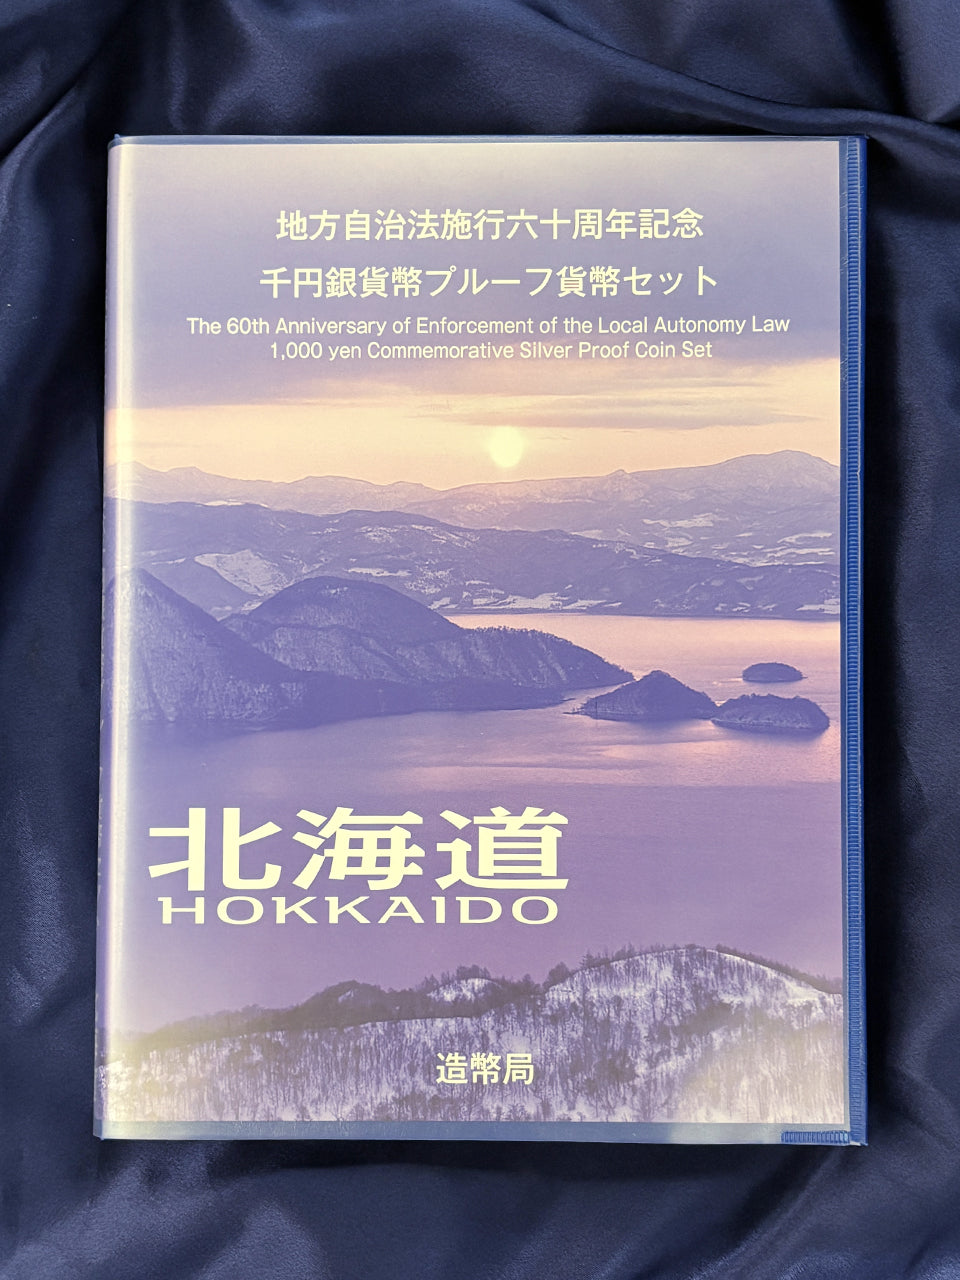 地方自治法施行六十周年記念
千円銀貨幣プルーフ貨幣セット
The 60th Anniversary of Enforcement of the Local Autonomy Law
1,000 yen Commemorative Silver Proof Coin Set
北海道
HOKKAIDO
造幣局